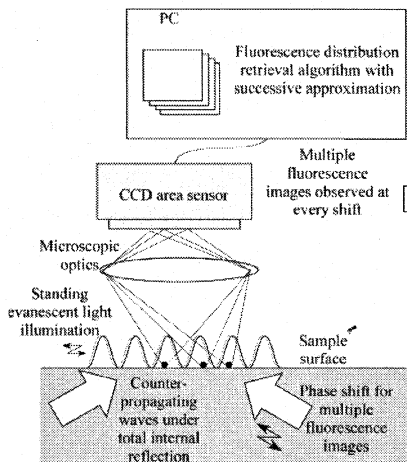 PC
Fluorescence distribution
retrieval algorithm with
successive approximation
Multiple
fluorescence
images observed at
every shift
CCD area sensor
Microscopic
optics
Standing
evanescent light
illumination
Sample
surface
Counter-
propagating
waves under
total internal
reflection
Phase shift for
multiple
fluorescence
images